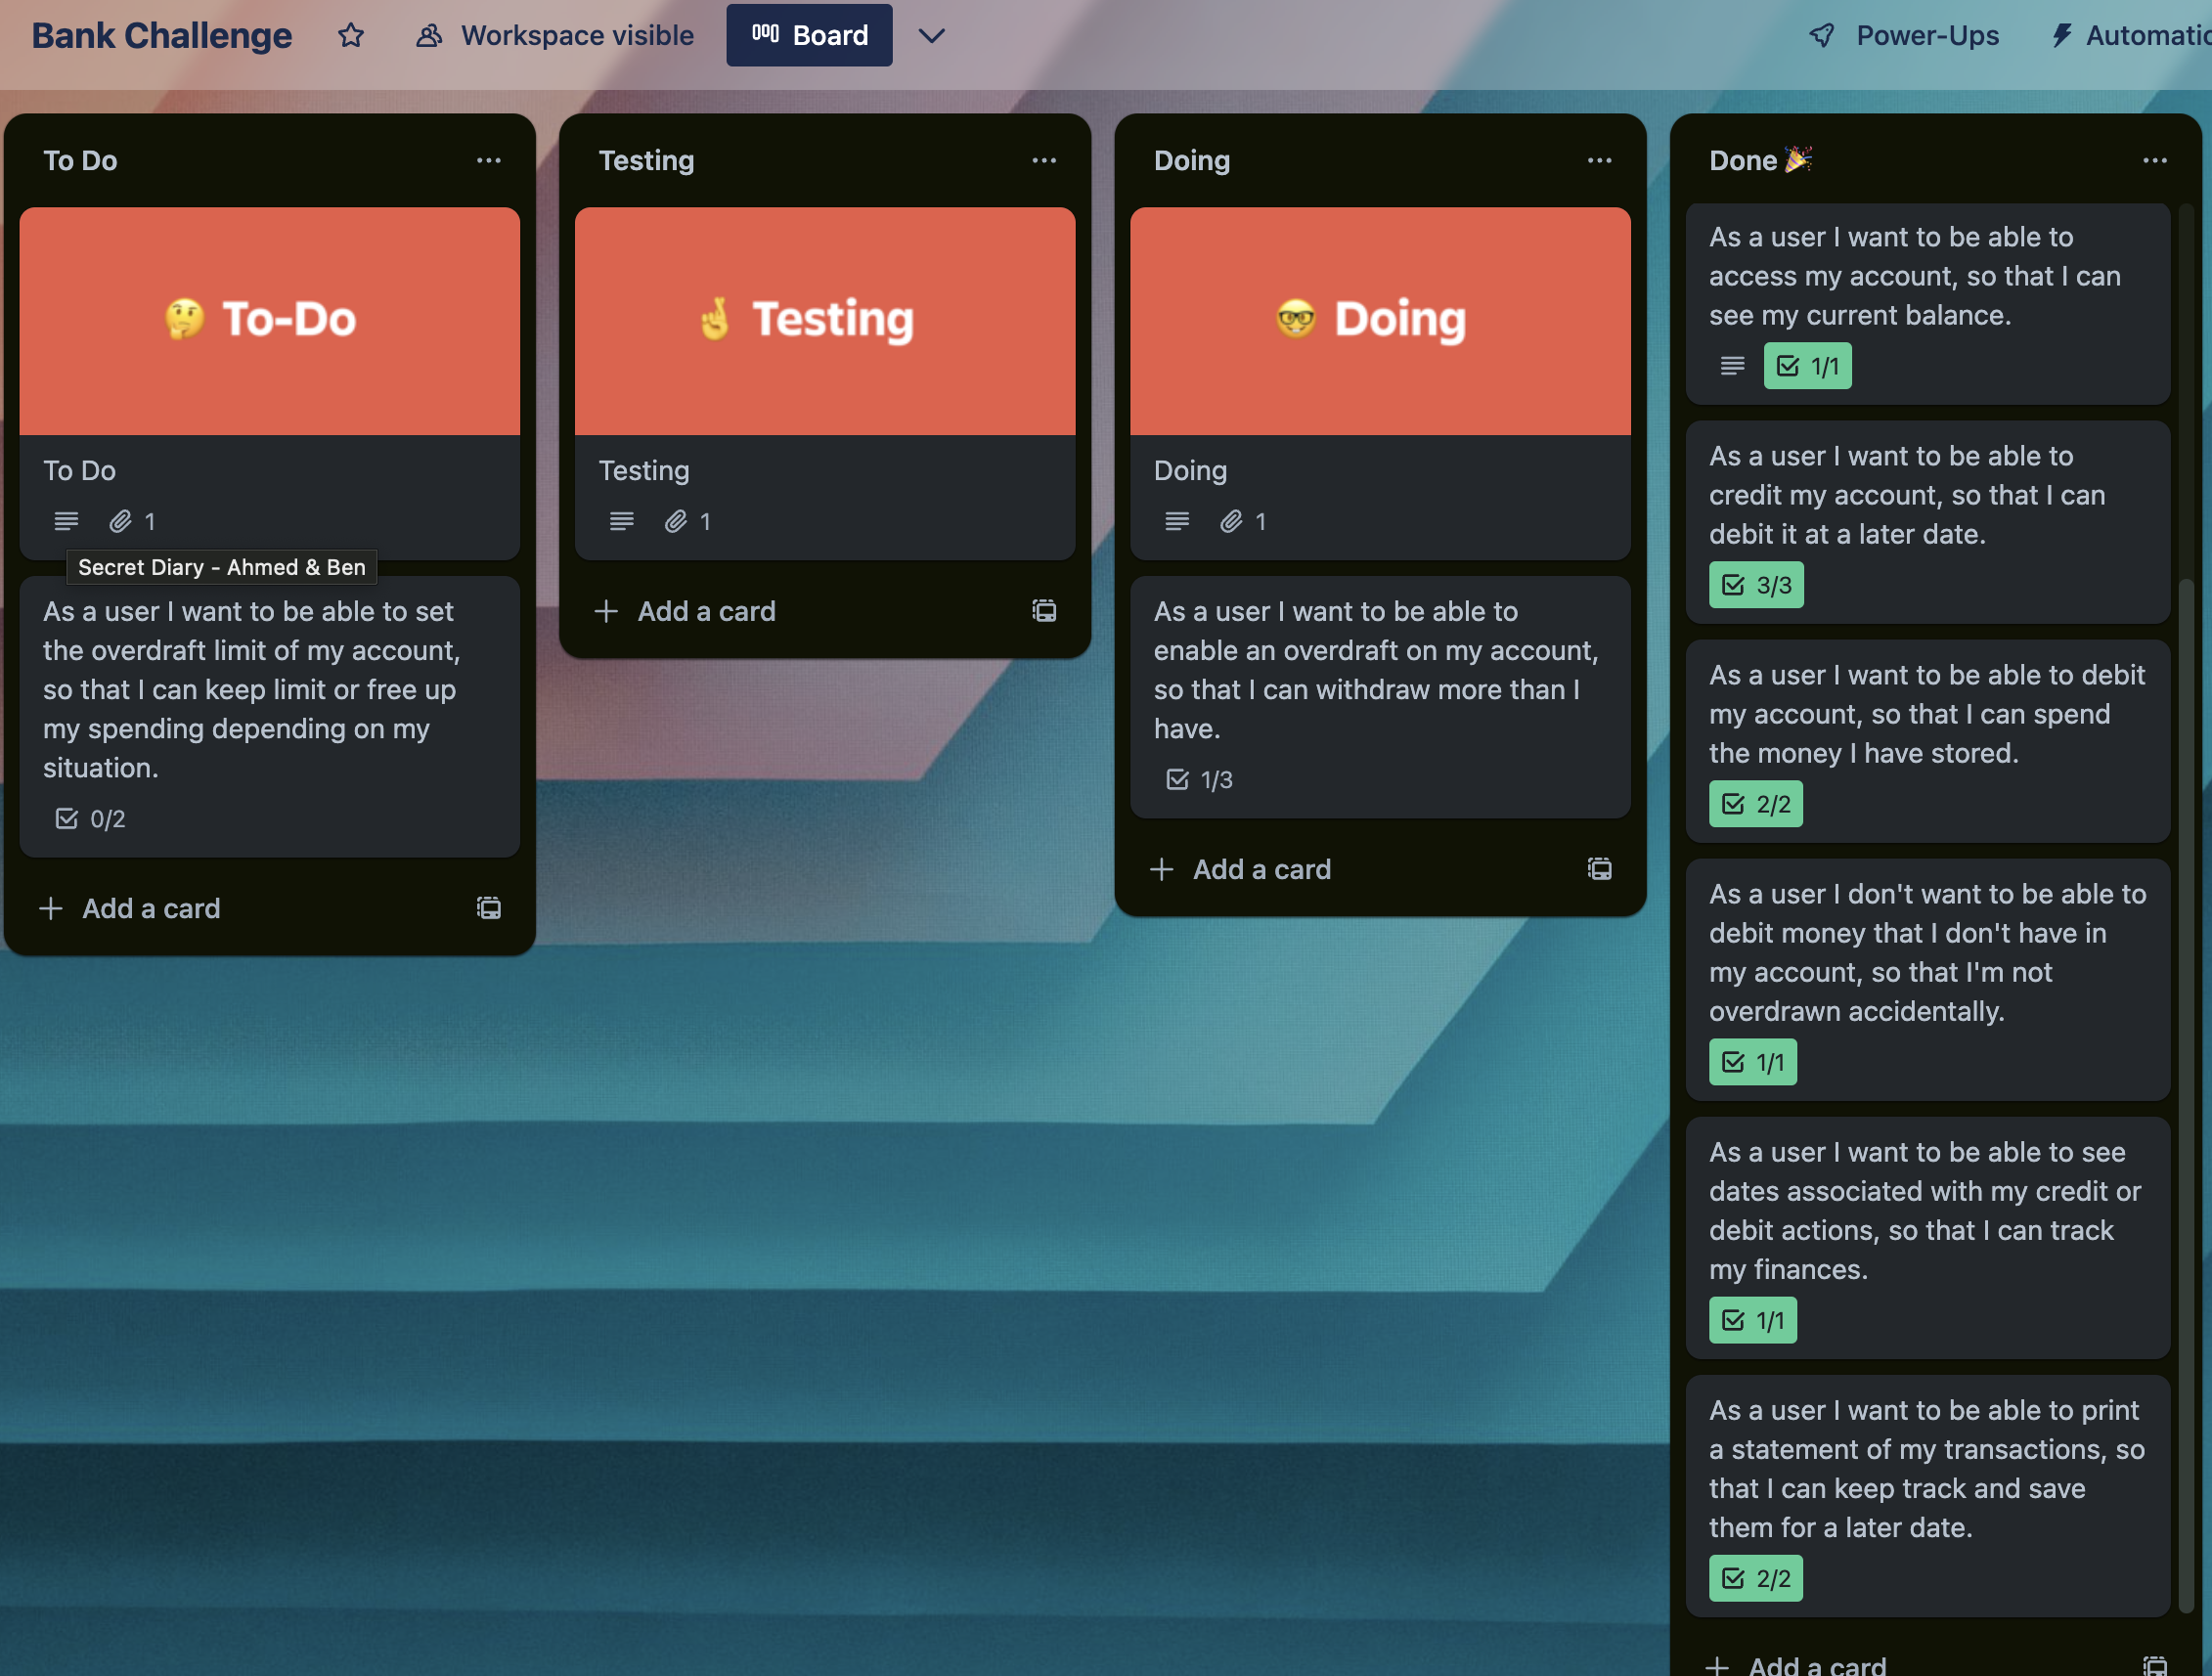 Bank Challenge
Workspace visible
Board
Power-Ups
Automatic
To Do
🤔 To-Do
To Do
1
Secret Diary - Ahmed & Ben
As a user I want to be able to set
the overdraft limit of my account,
so that I can keep limit or free up
my spending depending on my
situation.
0/2
+ Add a card
Testing
🤞 Testing
Testing
1
+ Add a card
Doing
🤓 Doing
Doing
1
As a user I want to be able to
enable an overdraft on my account,
so that I can withdraw more than I
have.
1/3
+ Add a card
Done 🎉
As a user I want to be able to
access my account, so that I can
see my current balance.
1/1
As a user I want to be able to
credit my account, so that I can
debit it at a later date.
3/3
As a user I want to be able to debit
my account, so that I can spend
the money I have stored.
2/2
As a user I don't want to be able to
debit money that I don't have in
my account, so that I'm not
overdrawn accidentally.
1/1
As a user I want to be able to see
dates associated with my credit or
debit actions, so that I can track
my finances.
1/1
As a user I want to be able to print
a statement of my transactions, so
that I can keep track and save
them for a later date.
2/2
+ Add a card